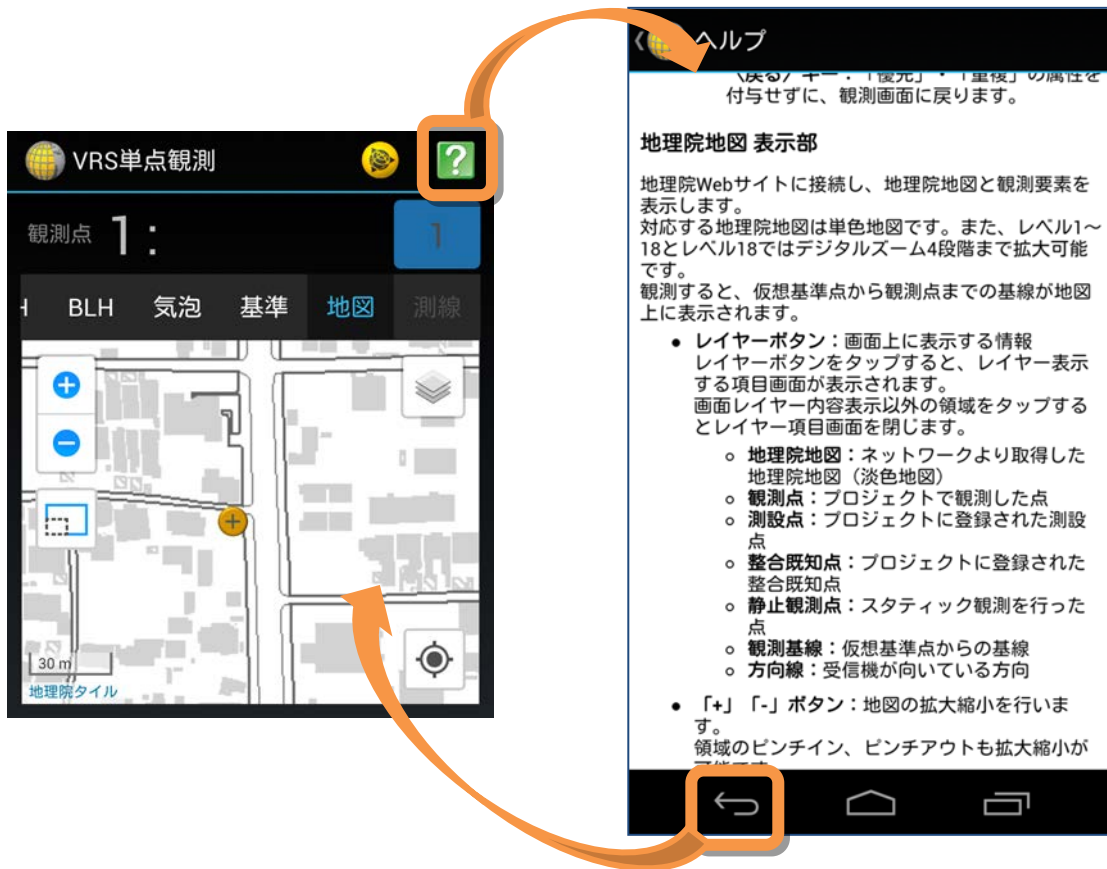 VRS単点観測
?
観測点 1:
1
H
BLH
気泡
基準
地図
測線
30 m
地理院タイル
ヘルプ
〈戻る〉キー：「優先」・「重複」の属性を
付与せずに、観測画面に戻ります。
地理院地図 表示部
地理院Webサイトに接続し、地理院地図と観測要素を
表示します。
対応する地理院地図は単色地図です。また、レベル1～
18とレベル18ではデジタルズーム4段階まで拡大可能
です。
観測すると、仮想基準点から観測点までの基線が地図
上に表示されます。
• レイヤーボタン：画面上に表示する情報
レイヤーボタンをタップすると、レイヤー表示
する項目画面が表示されます。
画面レイヤー内容表示以外の領域をタップする
とレイヤー項目画面を閉じます。
○ 地理院地図：ネットワークより取得した
地理院地図（淡色地図）
○ 観測点：プロジェクトで観測した点
○ 測設点：プロジェクトに登録された測設
点
○ 整合既知点：プロジェクトに登録された
整合既知点
○ 静止観測点：スタティック観測を行った
点
○ 観測基線：仮想基準点からの基線
○ 方向線：受信機が向いている方向
• 「+」「-」ボタン：地図の拡大縮小を行いま
す。
領域のピンチイン、ピンチアウトも拡大縮小が